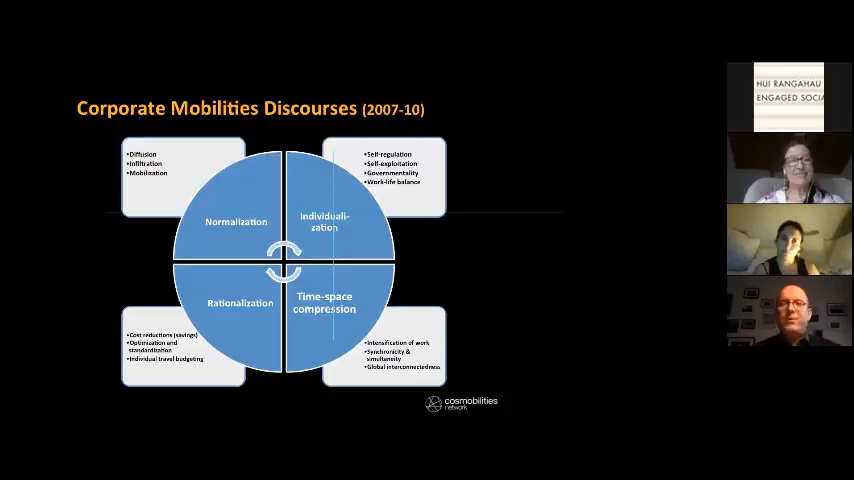 Corporate Mobilities Discourses (2007-10)
•Diffusion
•Infiltration
•Mobilization
•Self-regulation
•Self-exploitation
•Governmentality
•Work-life balance
Normalization
Individuali-
zation
Rationalization
Time-space
compression
•Cost reductions (savings)
•Optimization and
standardization
•Individual travel budgeting
•Intensification of work
•Synchronicity &
simultaneity
•Global interconnectedness
cosmobilities
network
HUI RANGAHAU
ENGAGED SOCIA